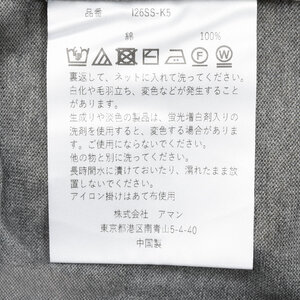 品番 I26SS-K5
綿 100%
裏返して、ネットに入れて洗ってください。
白化や毛羽立ち、変色などが発生することがあります。
生成りや淡色の製品は、蛍光増白剤入りの
洗剤を使用すると、変色する場合がありま
す。ご使用にならないでください。
他の物と別に洗ってください。
長時間水に漬けておいたり、濡れたまま放
置しないでください。
アイロン掛けはあて布使用
株式会社 アマン
東京都港区南青山5-4-40
中国製